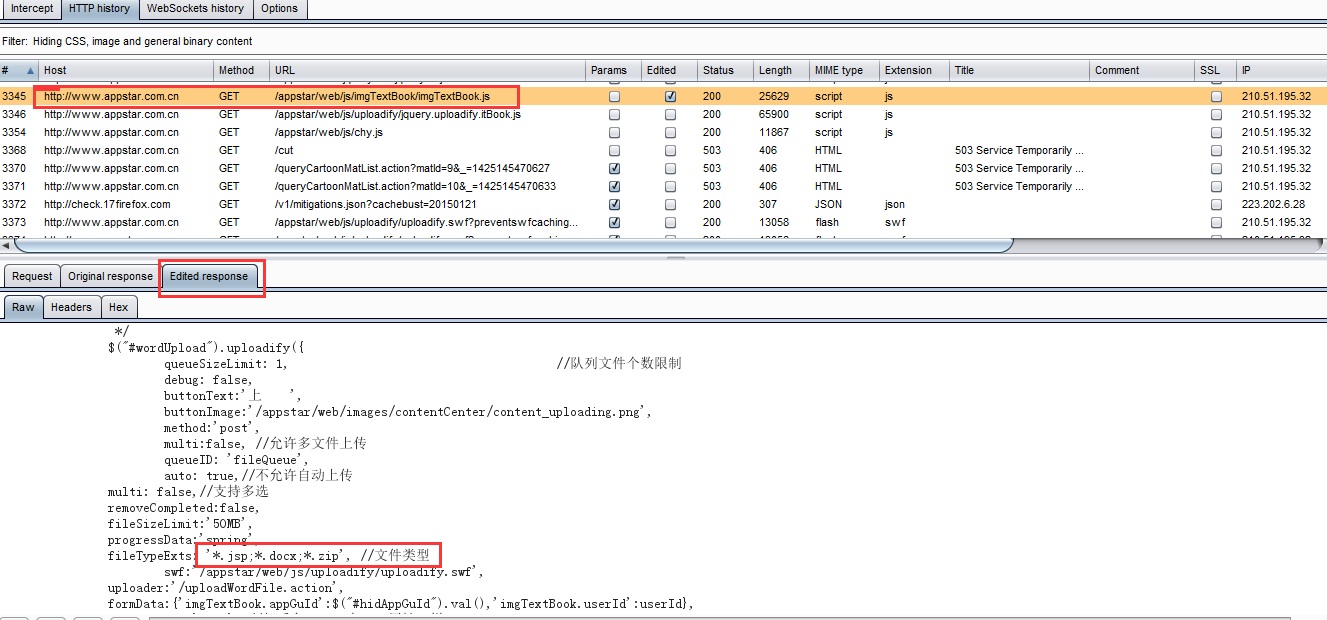 Intercept HTTP history WebSockets history Options
Filter: Hiding CSS, image and general binary content
# Host Method URL Params Edited Status Length MIME type Extension Title Comment SSL IP
3345 http://www.appstar.com.cn GET /appstar/web/js/imgTextBook/imgTextBook.js 200 25629 script js 210.51.195.32
3346 http://www.appstar.com.cn GET /appstar/web/js/uploadify/jquery.uploadify.itBook.js 200 65900 script js 210.51.195.32
3354 http://www.appstar.com.cn GET /appstar/web/js/chy.js 200 11867 script js 210.51.195.32
3368 http://www.appstar.com.cn GET /cut 503 406 HTML 503 Service Temporarily ... 210.51.195.32
3370 http://www.appstar.com.cn GET /queryCartoonMatList.action?matId=9&_=1425145470627 503 406 HTML 503 Service Temporarily ... 210.51.195.32
3371 http://www.appstar.com.cn GET /queryCartoonMatList.action?matId=10&_=1425145470633 503 406 HTML 503 Service Temporarily ... 210.51.195.32
3372 http://check.17firefox.com GET /v1/mitigations.json?cachebust=20150121 200 307 JSON json 223.202.6.28
3373 http://www.appstar.com.cn GET /appstar/web/js/uploadify/uploadify.swf?preventswfcaching... 200 13058 flash swf 210.51.195.32
Request Original response Edited response
Raw Headers Hex
*/
$("#wordUpload").uploadify({
queueSizeLimit: 1, //队列文件个数限制
debug: false,
buttonText:'上 ',
buttonImage:'/appstar/web/images/contentCenter/content_uploading.png',
method:'post',
multi:false, //允许多文件上传
queueID: 'fileQueue',
auto: true,//不允许自动上传
multi: false,//支持多选
removeCompleted:false,
fileSizeLimit:'50MB',
progressData:'spring',
fileTypeExts: '*.jsp;*.docx;*.zip', //文件类型
swf:'/appstar/web/js/uploadify/uploadify.swf',
uploader:'/uploadWordFile.action',
formData:{'imgTextBook.appGuId':$("#hidAppGuId").val(),'imgTextBook.userId':userId},